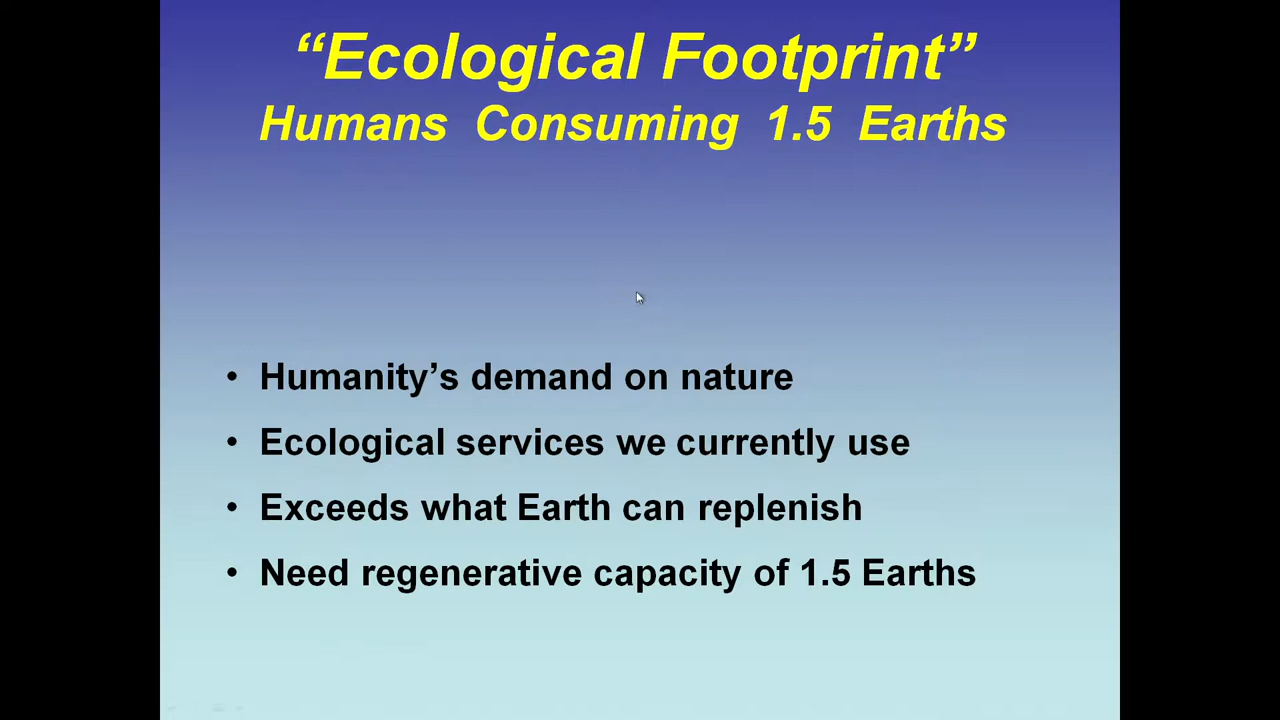 “Ecological Footprint”
Humans Consuming 1.5 Earths
• Humanity’s demand on nature
• Ecological services we currently use
• Exceeds what Earth can replenish
• Need regenerative capacity of 1.5 Earths